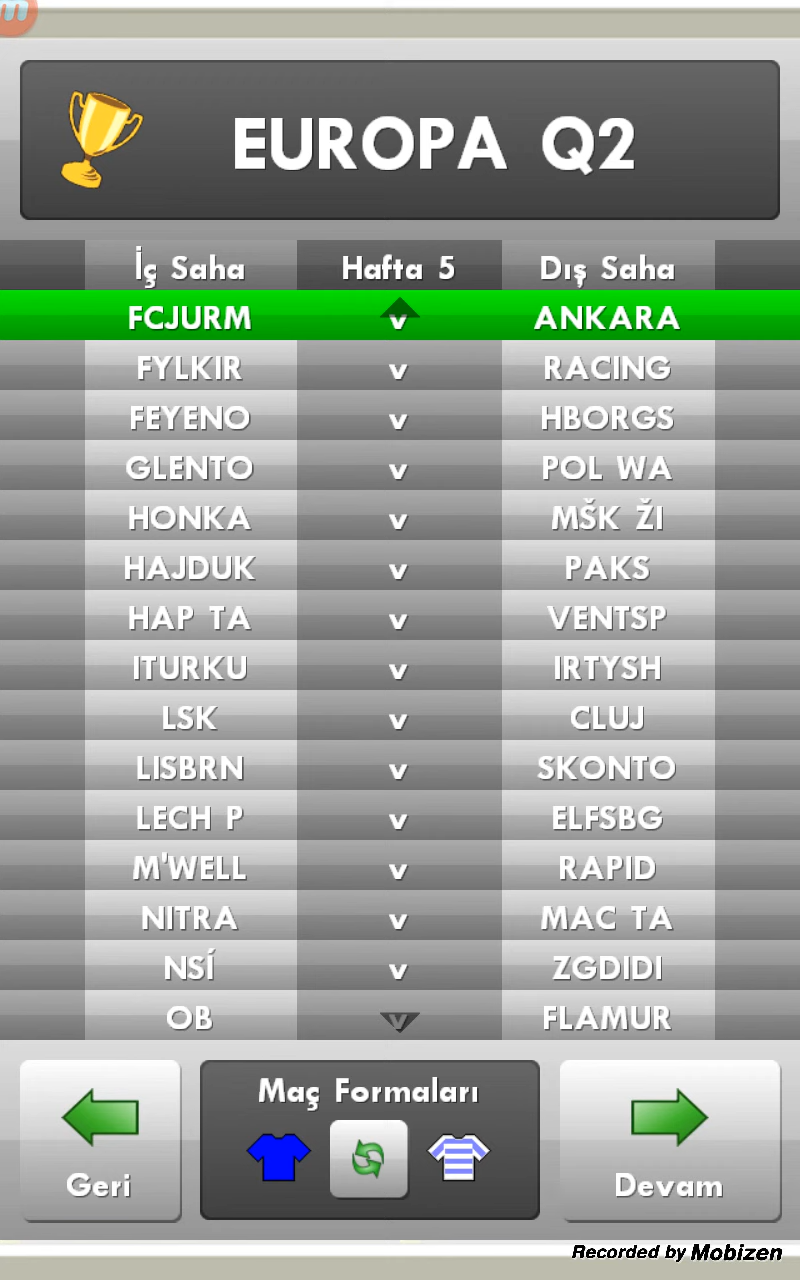 m
EUROPA Q2
İç Saha Hafta 5 Dış Saha
FCJURM v ANKARA
FYLKIR v RACING
FEYENO v HBORGS
GLENTO v POL WA
HONKA v MŠK ŽI
HAJDUK v PAKS
HAP TA v VENTSP
ITURKU v IRTYSH
LSK v CLUJ
LISBRN v SKONTO
LECH P v ELFSBG
M'WELL v RAPID
NITRA v MAC TA
NSÍ v ZGDIDI
OB v FLAMUR
Maç Formaları
Geri Devam
Recorded by Mobizen